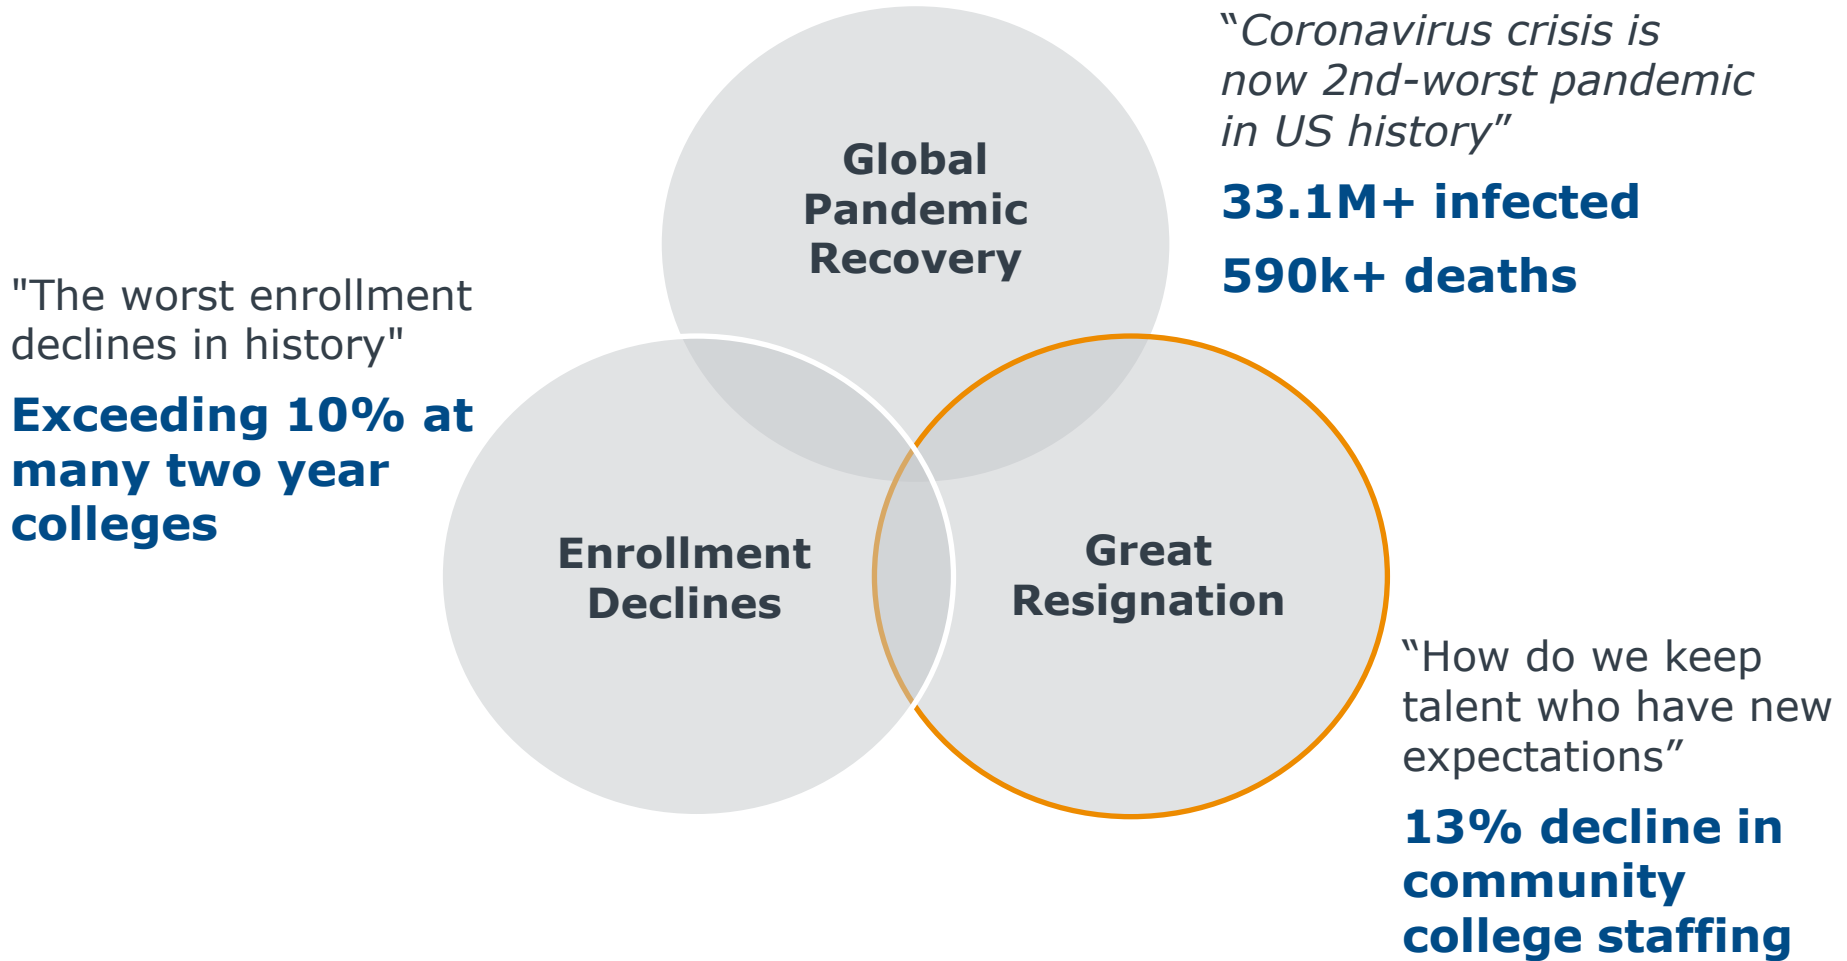 “Coronavirus crisis is
now 2nd-worst pandemic
in US history”
33.1M+ infected
590k+ deaths
Global
Pandemic
Recovery
"The worst enrollment
declines in history"
Exceeding 10% at
many two year
colleges
Enrollment
Declines
Great
Resignation
“How do we keep
talent who have new
expectations”
13% decline in
community
college staffing